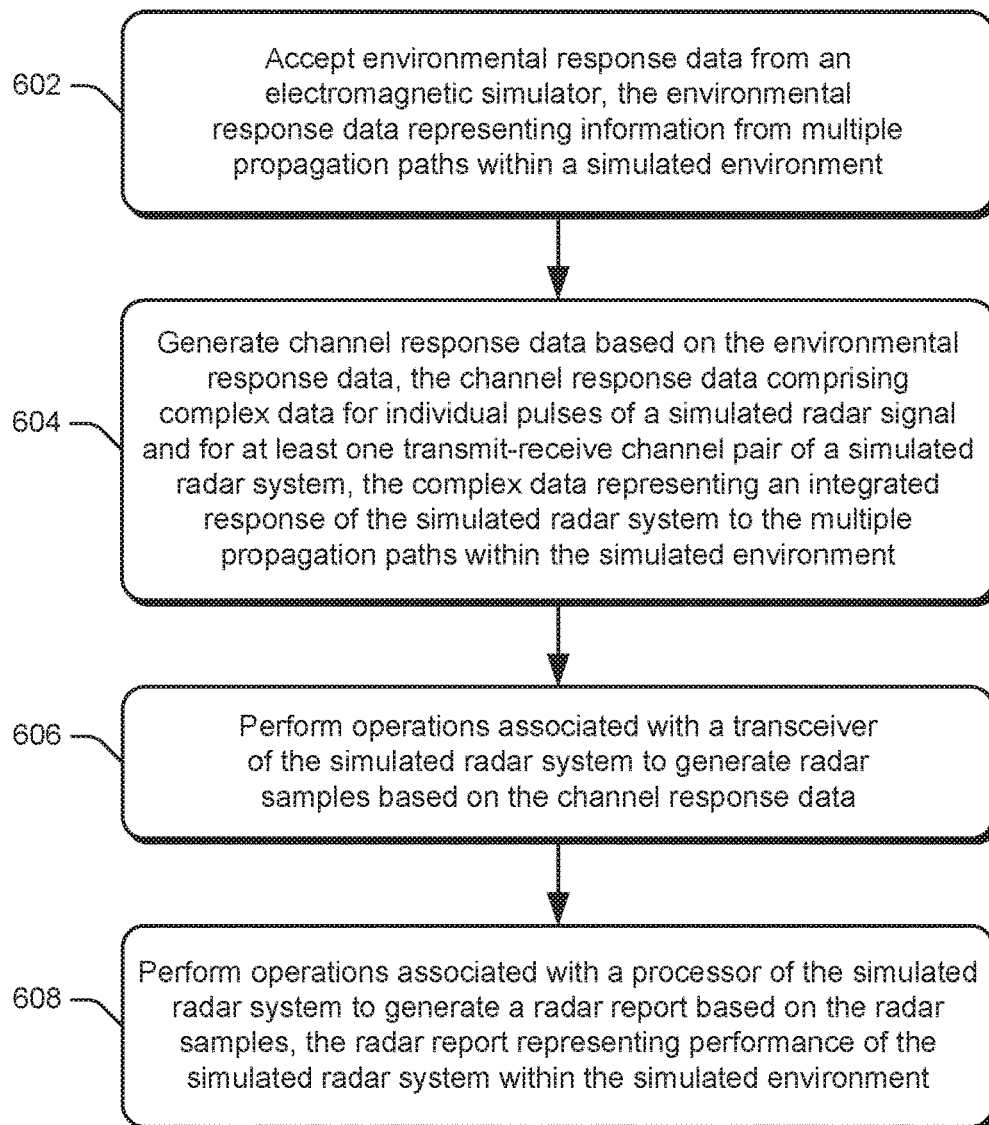 602
Accept environmental response data from an
electromagnetic simulator, the environmental
response data representing information from multiple
propagation paths within a simulated environment
604
Generate channel response data based on the environmental
response data, the channel response data comprising
complex data for individual pulses of a simulated radar signal
and for at least one transmit-receive channel pair of a simulated
radar system, the complex data representing an integrated
response of the simulated radar system to the multiple
propagation paths within the simulated environment
606
Perform operations associated with a transceiver
of the simulated radar system to generate radar
samples based on the channel response data
608
Perform operations associated with a processor of the simulated
radar system to generate a radar report based on the radar
samples, the radar report representing performance of the
simulated radar system within the simulated environment